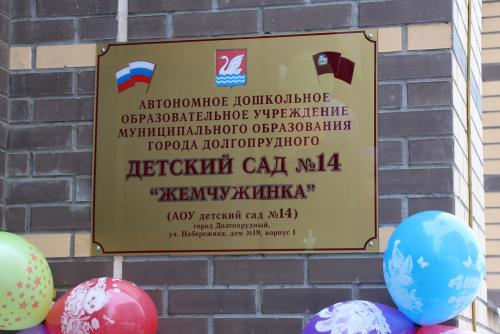 АВТОНОМНОЕ ДОШКОЛЬНОЕ
ОБРАЗОВАТЕЛЬНОЕ УЧРЕЖДЕНИЕ
МУНИЦИПАЛЬНОГО ОБРАЗОВАНИЯ
ГОРОДА ДОЛГОПРУДНОГО
ДЕТСКИЙ САД №14
"ЖЕМЧУЖИНКА"
(АОУ детский сад №14)
город Долгопрудный,
ул. Набережная, дом №19, корпус 1